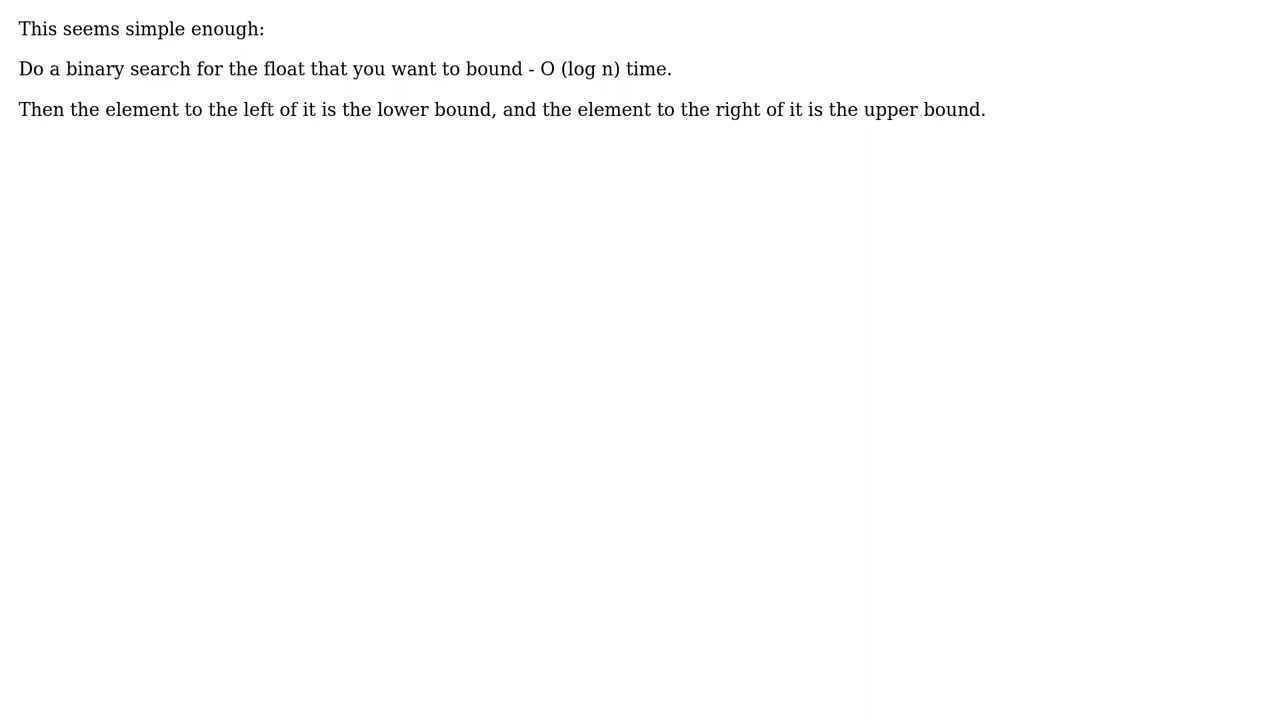 This seems simple enough:
Do a binary search for the float that you want to bound - O (log n) time.
Then the element to the left of it is the lower bound, and the element to the right of it is the upper bound.